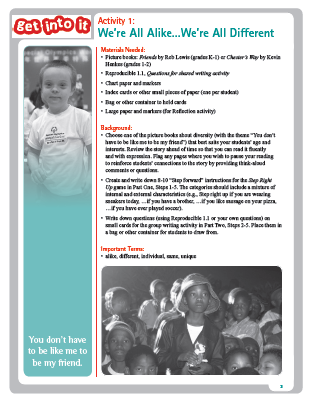 get into it
Activity 1:
We're All Alike...We're All Different
Materials Needed:
• Picture books: Friends by Rob Lewis (grades K-1) or Chester's Way by Kevin
Henkes (grades 1-2)
• Reproducible 1.1, Questions for shared writing activity
• Chart paper and markers
• Index cards or other small pieces of paper (one per student)
• Bag or other container to hold cards
• Large paper and markers (for Reflection activity)
Background:
• Choose one of the picture books about diversity (with the theme "You don't
have to be like me to be my friend") that best suits your students' age and
interests. Review the story ahead of time so that you can read it fluently
and with expression. Flag any pages where you wish to pause your reading
to reinforce students' connections to the story by providing think-aloud
comments or questions.
• Create and write down 8-10 "Step forward" instructions for the Step Right
Up game in Part One, Steps 1-5. The categories should include a mixture of
internal and external characteristics (e.g., Step right up if you are wearing
sneakers today, ...if you have a brother, ...if you like sausage on your pizza,
...if you have ever played soccer).
• Write down questions (using Reproducible 1.1 or your own questions) on
small cards for the group writing activity in Part Two, Steps 2-5. Place them in
a bag or other container for students to draw from.
Important Terms:
• alike, different, individual, same, unique
You don't have
to be like me to
be my friend.
3